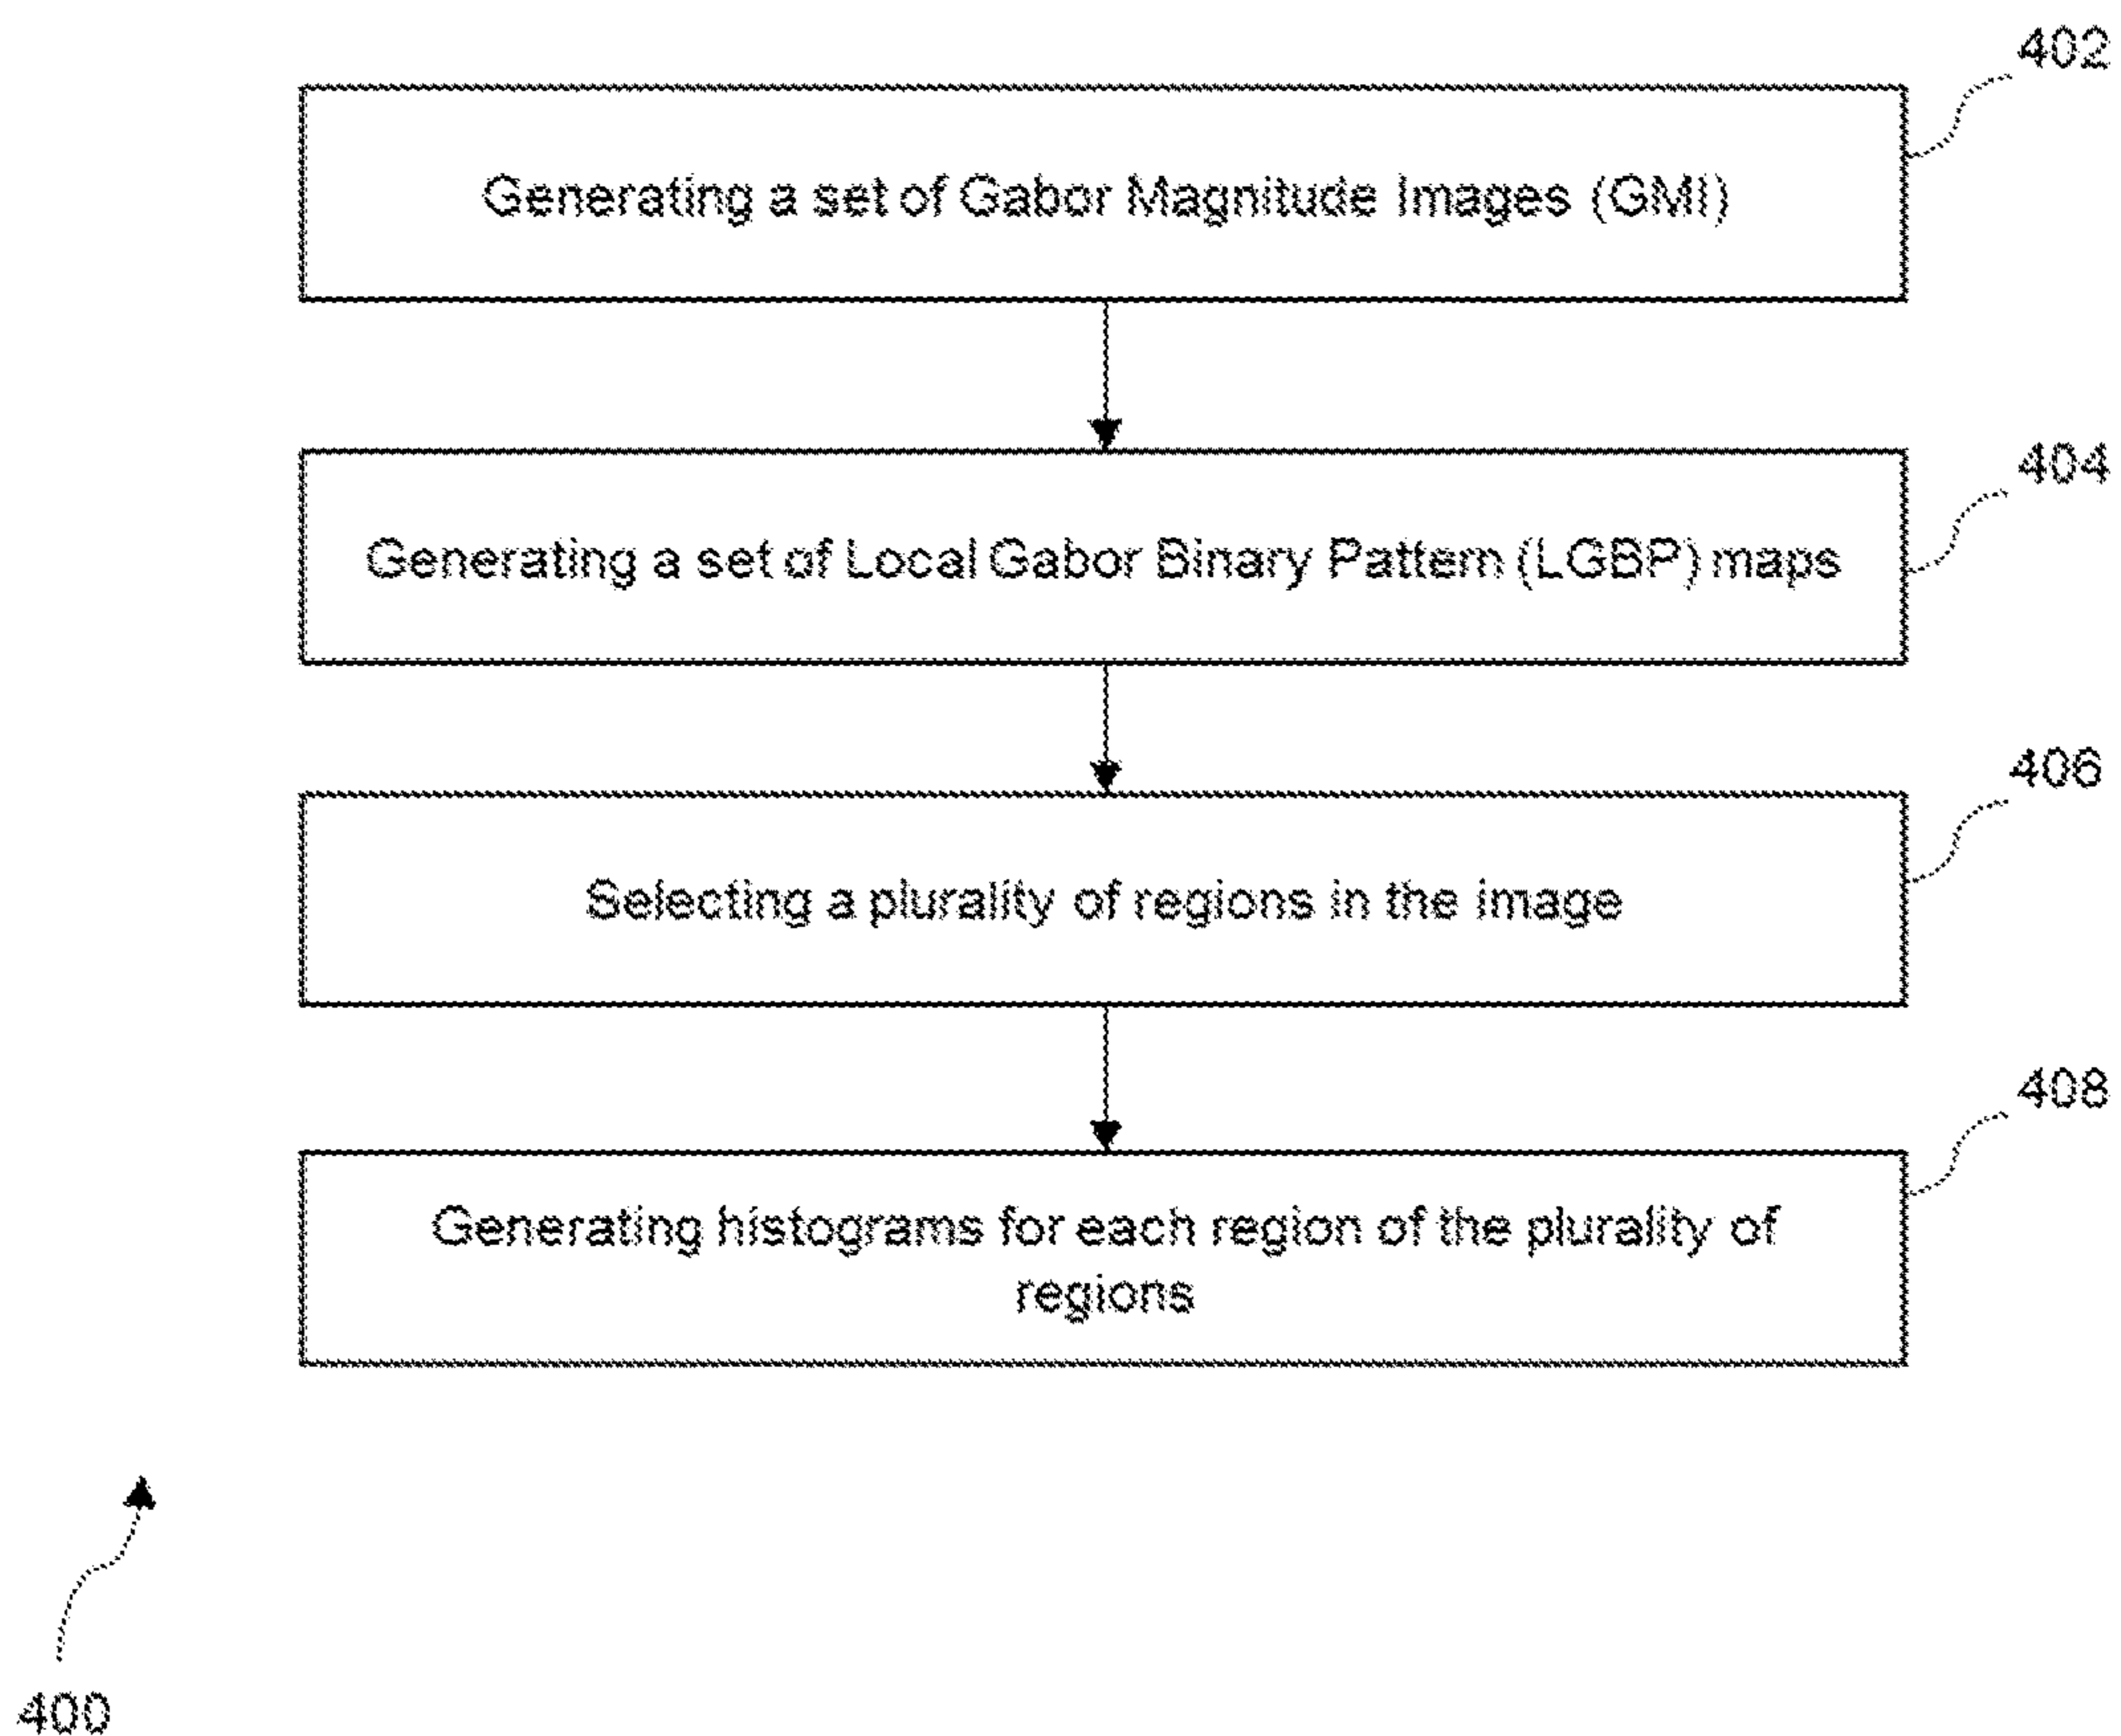 402
Generating a set of Gabor Magnitude Images (GMI)
404
Generating a set of Local Gabor Binary Pattern (LGBP) maps
406
Selecting a plurality of regions in the image
408
Generating histograms for each region of the plurality of
regions
400